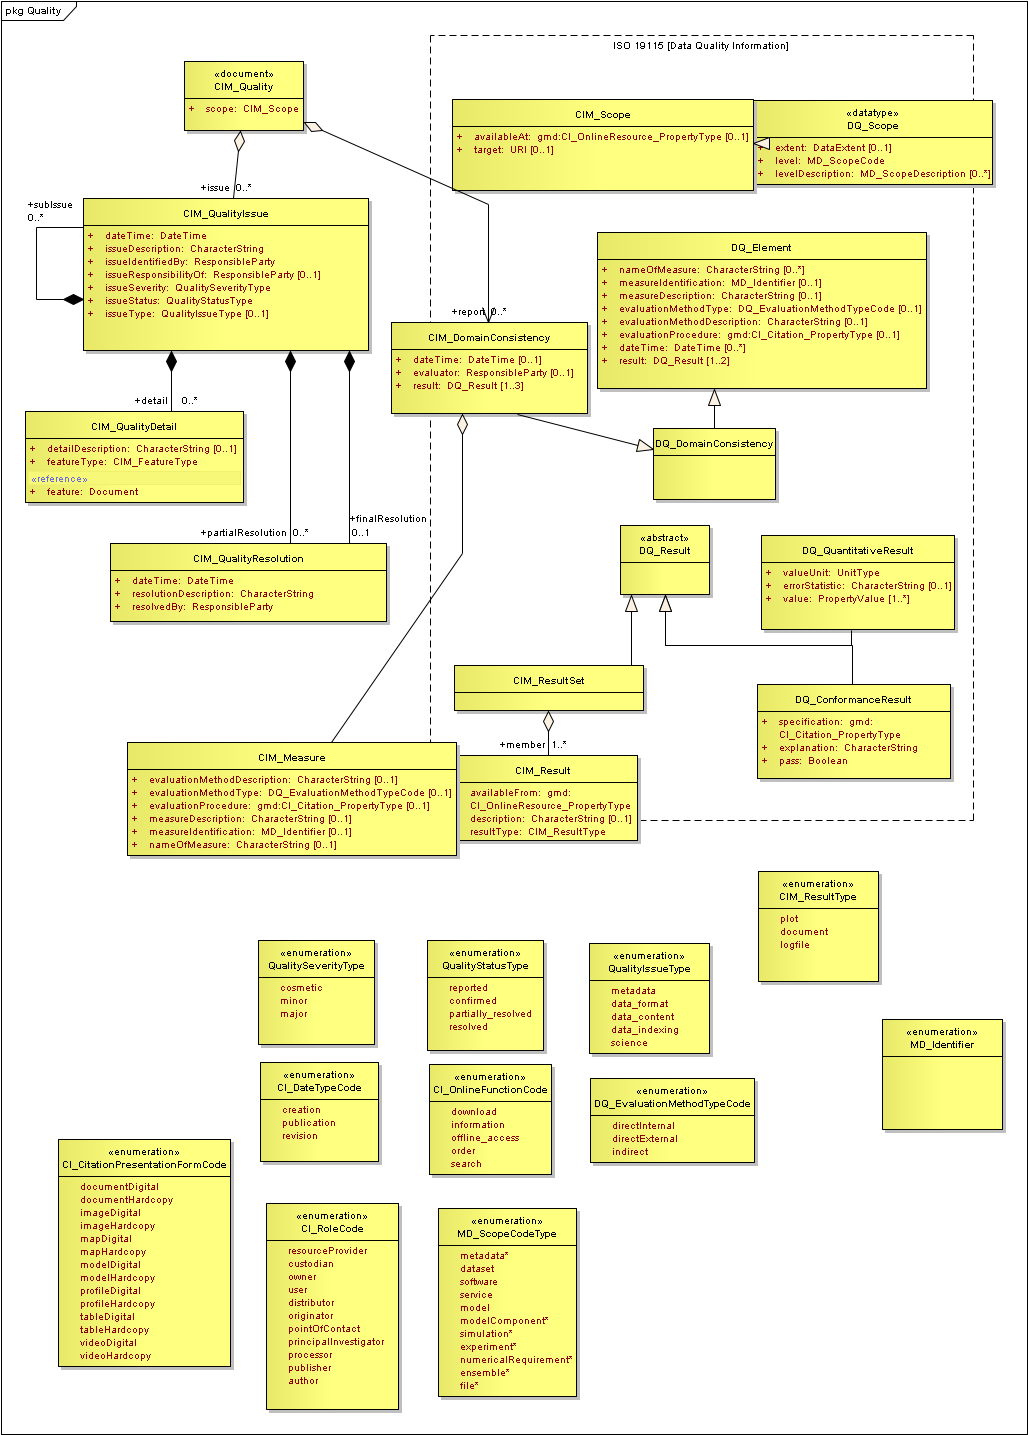 pkg Quality
ISO 19115 [Data Quality Information]
«document»
CIM_Quality
+ scope: CIM_Scope
CIM_Scope
+ availableAt: gmd:CI_OnlineResource_PropertyType [0..1]
+ target: URI [0..1]
«datatype»
DQ_Scope
+ extent: DataExtent [0..1]
+ level: MD_ScopeCode
+ levelDescription: MD_ScopeDescription [0..*]
+issue 0..*
+subIssue
0..*
CIM_QualityIssue
+ dateTime: DateTime
+ issueDescription: CharacterString
+ issueIdentifiedBy: ResponsibleParty
+ issueResponsibilityOf: ResponsibleParty [0..1]
+ issueSeverity: QualitySeverityType
+ issueStatus: QualityStatusType
+ issueType: QualityIssueType [0..1]
DQ_Element
+ nameOfMeasure: CharacterString [0..*]
+ measureIdentification: MD_Identifier [0..1]
+ measureDescription: CharacterString [0..1]
+ evaluationMethodType: DQ_EvaluationMethodTypeCode [0..1]
+ evaluationMethodDescription: CharacterString [0..1]
+ evaluationProcedure: gmd:CI_Citation_PropertyType [0..1]
+ dateTime: DateTime [0..*]
+ result: DQ_Result [1..2]
+report 0..*
CIM_DomainConsistency
+ dateTime: DateTime [0..1]
+ evaluator: ResponsibleParty [0..1]
+ result: DQ_Result [1..3]
+detail 0..*
CIM_QualityDetail
+ detailDescription: CharacterString [0..1]
+ featureType: CIM_FeatureType
«reference»
+ feature: Document
DQ_DomainConsistency
+finalResolution
0..1
+partialResolution 0..*
CIM_QualityResolution
+ dateTime: DateTime
+ resolutionDescription: CharacterString
+ resolvedBy: ResponsibleParty
«abstract»
DQ_Result
DQ_QuantitativeResult
+ valueUnit: UnitType
+ errorStatistic: CharacterString [0..1]
+ value: PropertyValue [1..*]
CIM_ResultSet
DQ_ConformanceResult
+ specification: gmd:
CI_Citation_PropertyType
+ explanation: CharacterString
+ pass: Boolean
+member 1..*
CIM_Measure
+ evaluationMethodDescription: CharacterString [0..1]
+ evaluationMethodType: DQ_EvaluationMethodTypeCode [0..1]
+ evaluationProcedure: gmd:CI_Citation_PropertyType [0..1]
+ measureDescription: CharacterString [0..1]
+ measureIdentification: MD_Identifier [0..1]
+ nameOfMeasure: CharacterString [0..1]
CIM_Result
availableFrom: gmd:
CI_OnlineResource_PropertyType
description: CharacterString [0..1]
resultType: CIM_ResultType
«enumeration»
CIM_ResultType
plot
document
logfile
«enumeration»
QualitySeverityType
cosmetic
minor
major
«enumeration»
QualityStatusType
reported
confirmed
partially_resolved
resolved
«enumeration»
QualityIssueType
metadata
data_format
data_content
data_indexing
science
«enumeration»
MD_Identifier
«enumeration»
CI_DateTypeCode
creation
publication
revision
«enumeration»
CI_OnlineFunctionCode
download
information
offline_access
order
search
«enumeration»
DQ_EvaluationMethodTypeCode
directInternal
directExternal
indirect
«enumeration»
CI_CitationPresentationFormCode
documentDigital
documentHardcopy
imageDigital
imageHardcopy
mapDigital
mapHardcopy
modelDigital
modelHardcopy
profileDigital
profileHardcopy
tableDigital
tableHardcopy
videoDigital
videoHardcopy
«enumeration»
CI_RoleCode
resourceProvider
custodian
owner
user
distributor
originator
pointOfContact
principalInvestigator
processor
publisher
author
«enumeration»
MD_ScopeCodeType
metadata*
dataset
software
service
model
modelComponent*
simulation*
experiment*
numericalRequirement*
ensemble*
file*